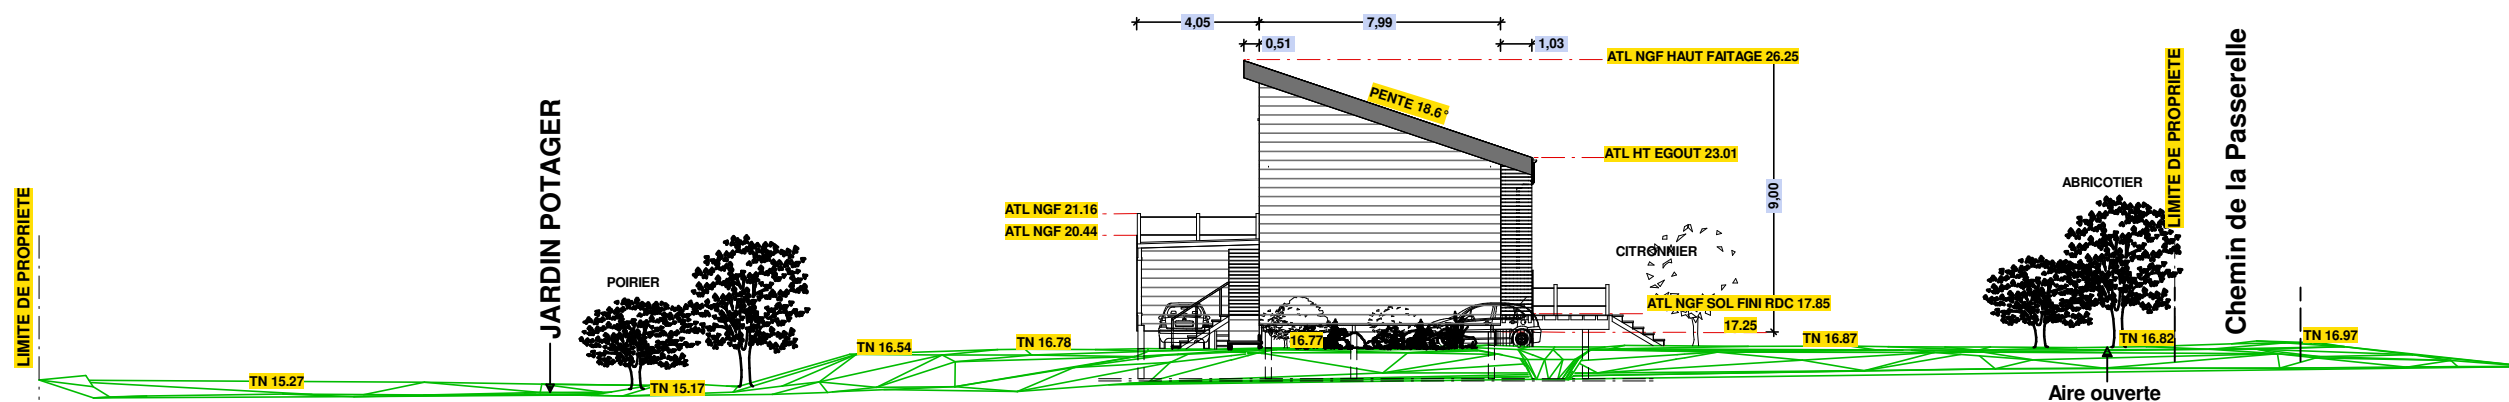 4,05
7,99
0,51
1,03
ATL NGF HAUT FAITAGE 26.25
PENTE 18.6°
ATL HT EGOUT 23.01
9,00
ATL NGF 21.16
ATL NGF 20.44
LIMITE DE PROPRIETE
JARDIN POTAGER
POIRIER
CITRONNIER
ABRICOTIER
LIMITE DE PROPRIETE
Chemin de la Passerelle
ATL NGF SOL FINI RDC 17.85
17.25
TN 15.27
TN 15.17
TN 16.54
TN 16.78
16.77
TN 16.87
TN 16.82
TN 16.97
Aire ouverte